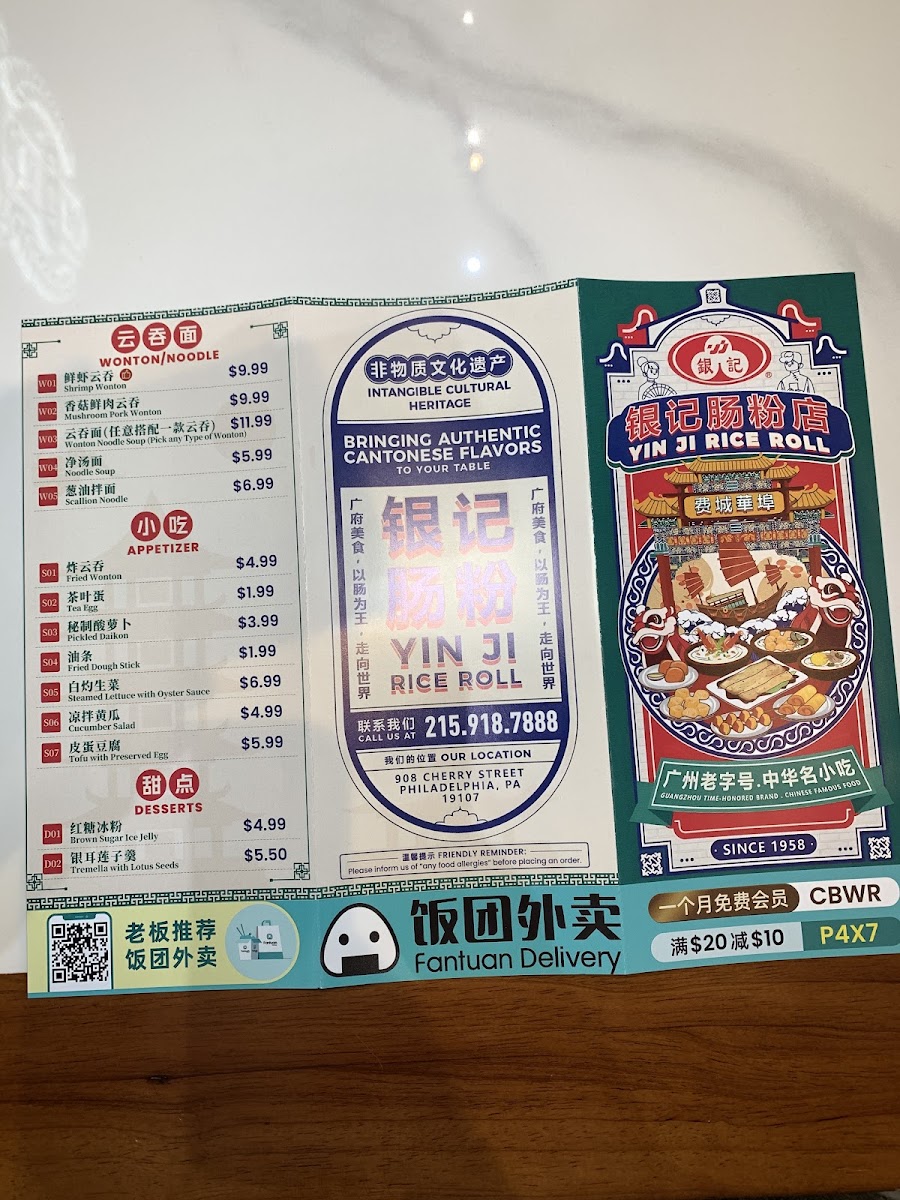 云吞面
WONTON/NOODLE
W01 鲜虾云吞 $9.99
Shrimp Wonton
W02 香菇鲜肉云吞 $9.99
Mushroom Pork Wonton
W03 云吞面(任意搭配一款云吞) $11.99
Wonton Noodle Soup (Pick any Type of Wonton)
W04 净汤面 $5.99
Noodle Soup
W05 葱油拌面 $6.99
Scallion Noodle
小吃
APPETIZER
S01 炸云吞 $4.99
Fried Wonton
S02 茶叶蛋 $1.99
Tea Egg
S03 秘制酸萝卜 $3.99
Pickled Daikon
S04 油条 $1.99
Fried Dough Stick
S05 白灼生菜 $6.99
Steamed Lettuce with Oyster Sauce
S06 凉拌黄瓜 $4.99
Cucumber Salad
S07 皮蛋豆腐 $5.99
Tofu with Preserved Egg
甜点
DESSERTS
D01 红糖冰粉 $4.99
Brown Sugar Ice Jelly
D02 银耳莲子羹 $5.50
Tremella with Lotus Seeds
老板推荐
饭团外卖
非物质文化遗产
INTANGIBLE CULTURAL
HERITAGE
BRINGING AUTHENTIC
CANTONESE FLAVORS
TO YOUR TABLE
广府美食，以肠为王，走向世界
银记
肠粉
YIN JI
RICE ROLL
广府美食，以肠为王，走向世界
联系我们 215.918.7888
CALL US AT
我们的位置 OUR LOCATION
908 CHERRY STREET
PHILADELPHIA, PA
19107
温馨提示 FRIENDLY REMINDER:
Please inform us of "any food allergies" before placing an order.
饭团外卖
Fantuan Delivery
銀記®
银记肠粉店
YIN JI RICE ROLL
费城華埠
广州老字号.中华名小吃
GUANGZHOU TIME-HONORED BRAND . CHINESE FAMOUS FOOD
· SINCE 1958 ·
一个月免费会员 CBWR
满$20减$10 P4X7